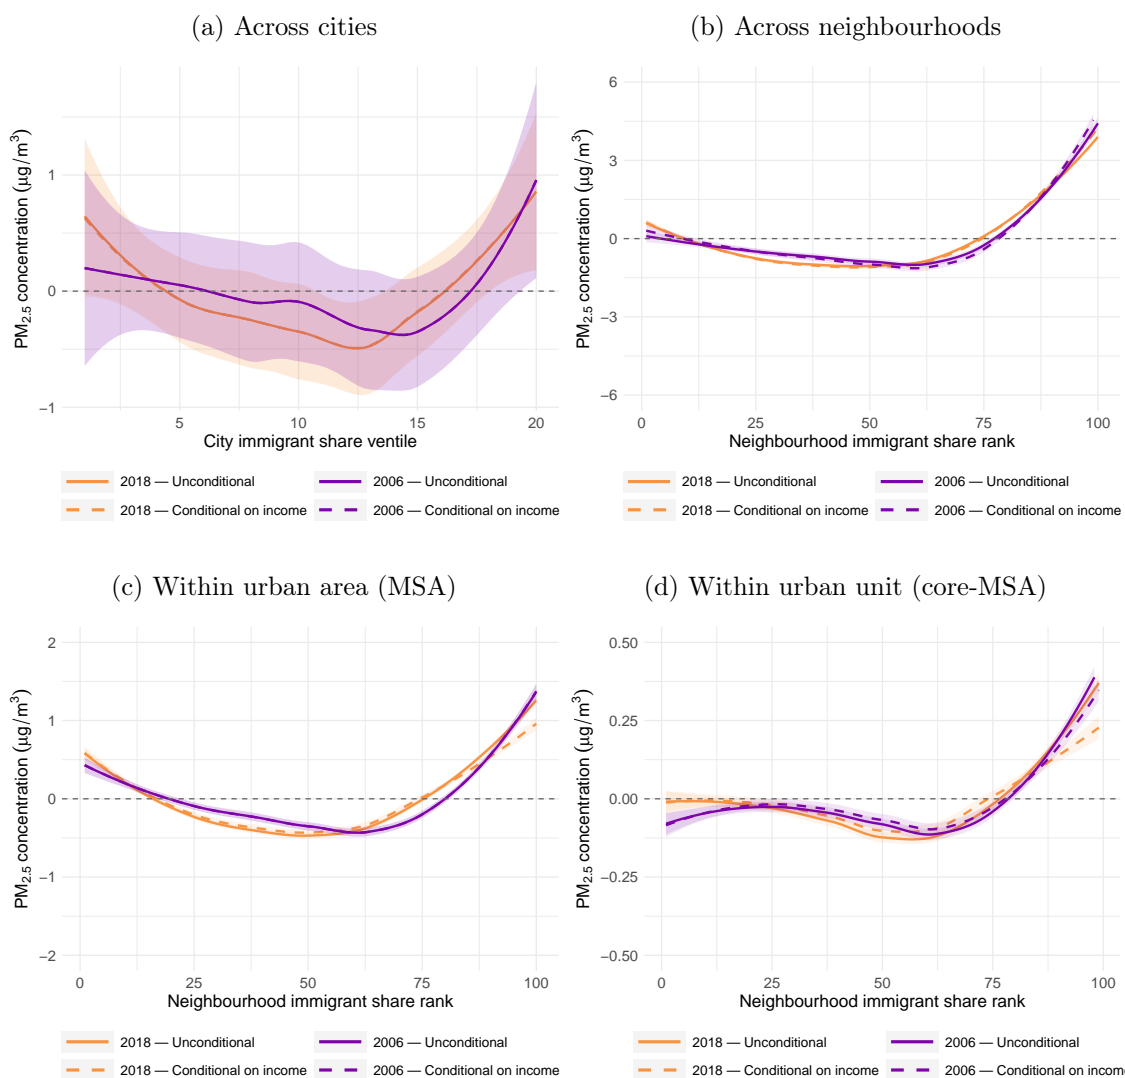 (a) Across cities
PM2.5 concentration (μg/m³)
1
0
−1
5
10
15
20
City immigrant share ventile
2018 — Unconditional
2006 — Unconditional
2018 — Conditional on income
2006 — Conditional on income
(b) Across neighbourhoods
PM2.5 concentration (μg/m³)
6
3
0
−3
−6
0
25
50
75
100
Neighbourhood immigrant share rank
2018 — Unconditional
2006 — Unconditional
2018 — Conditional on income
2006 — Conditional on income
(c) Within urban area (MSA)
PM2.5 concentration (μg/m³)
2
1
0
−1
−2
0
25
50
75
100
Neighbourhood immigrant share rank
2018 — Unconditional
2006 — Unconditional
2018 — Conditional on income
2006 — Conditional on income
(d) Within urban unit (core-MSA)
PM2.5 concentration (μg/m³)
0.50
0.25
0.00
−0.25
−0.50
0
25
50
75
100
Neighbourhood immigrant share rank
2018 — Unconditional
2006 — Unconditional
2018 — Conditional on income
2006 — Conditional on income